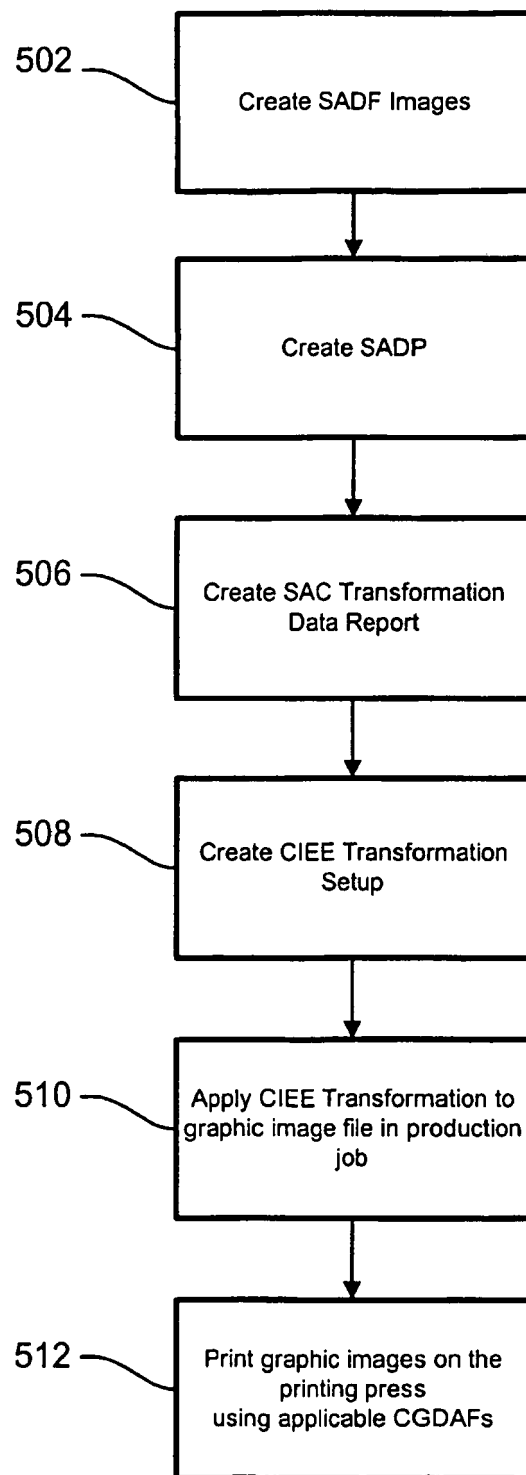 502
Create SADF Images
504
Create SADP
506
Create SAC Transformation
Data Report
508
Create CIEE Transformation
Setup
510
Apply CIEE Transformation to
graphic image file in production
job
512
Print graphic images on the
printing press
using applicable CGDAFs